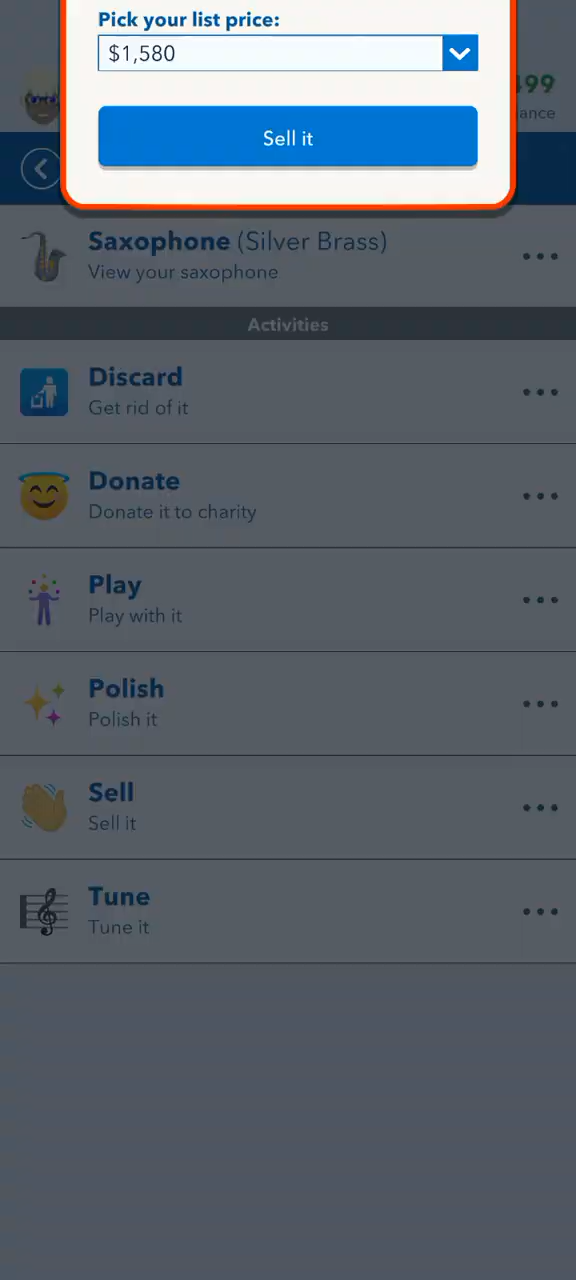 Pick your list price:
$1,580
Sell it
99
ance
Saxophone (Silver Brass)
View your saxophone
Activities
Discard
Get rid of it
Donate
Donate it to charity
Play
Play with it
Polish
Polish it
Sell
Sell it
Tune
Tune it